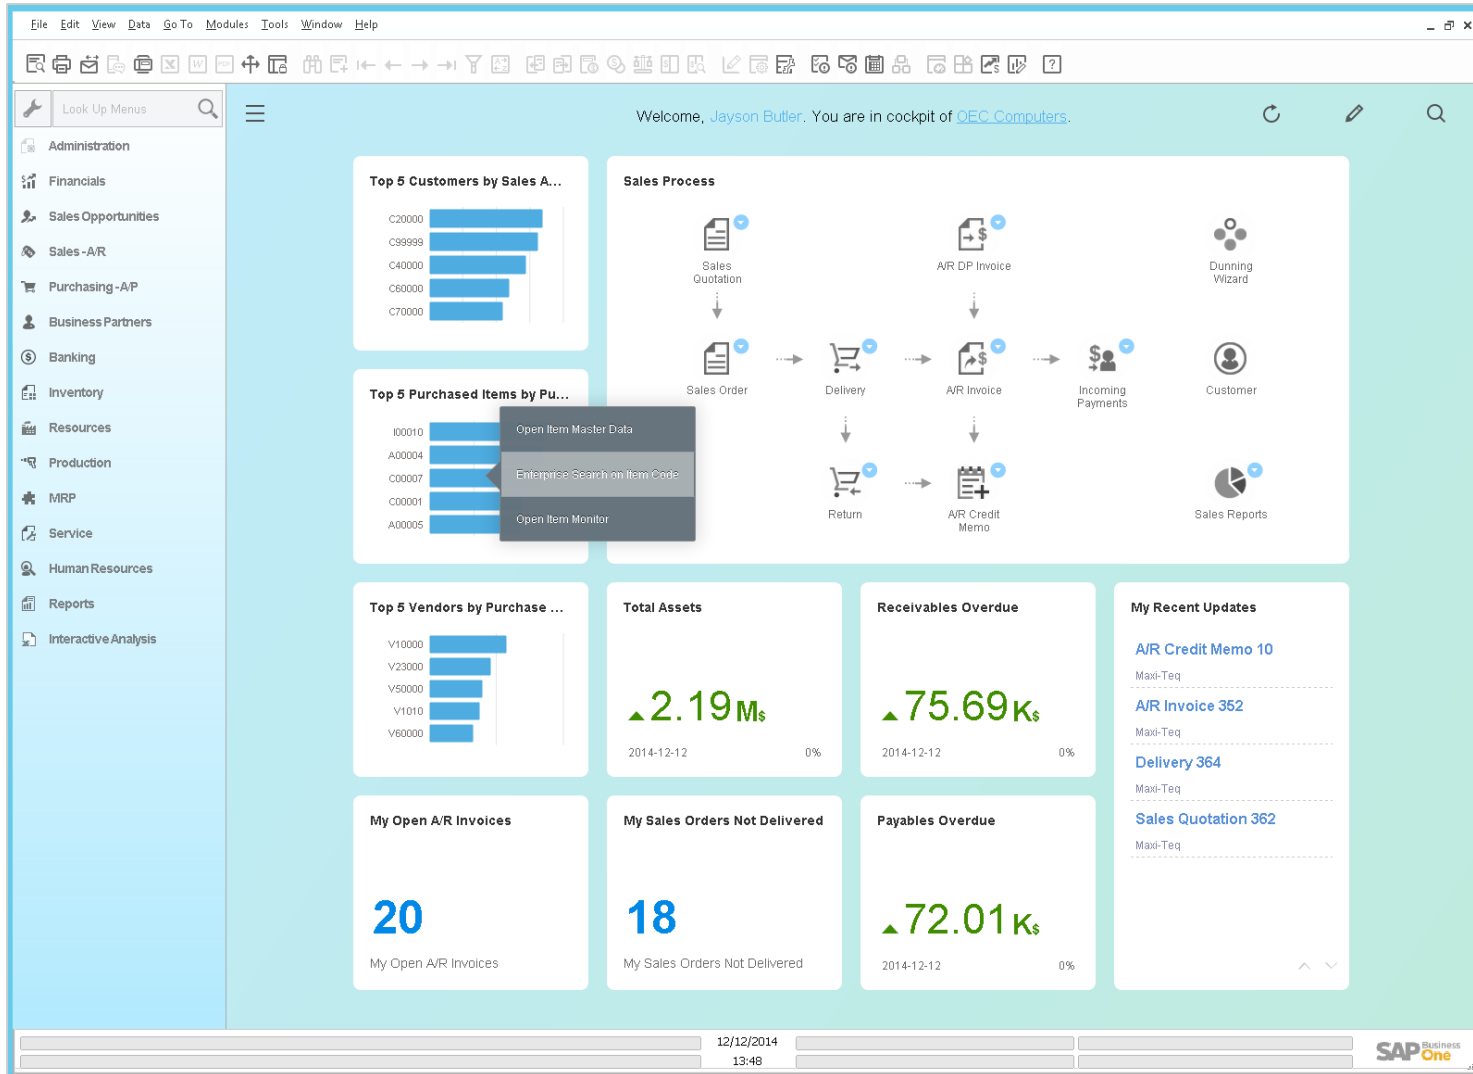 File Edit View Data Go To Modules Tools Window Help
Look Up Menus
Welcome, Jayson Butler. You are in cockpit of OEC Computers.
Administration
Financials
Sales Opportunities
Sales - A/R
Purchasing - A/P
Business Partners
Banking
Inventory
Resources
Production
MRP
Service
Human Resources
Reports
Interactive Analysis
Top 5 Customers by Sales A...
C20000
C99999
C40000
C60000
C70000
Sales Process
Sales
Quotation
A/R DP Invoice
Dunning
Wizard
Sales Order
Delivery
A/R Invoice
Incoming
Payments
Customer
Return
A/R Credit
Memo
Sales Reports
Top 5 Purchased Items by Pu...
I00010
A00004
C00007
C00001
A00005
Open Item Master Data
Enterprise Search on Item Code
Open Item Monitor
Top 5 Vendors by Purchase ...
V10000
V23000
V50000
V1010
V60000
Total Assets
2.19 M$
2014-12-12 0%
Receivables Overdue
75.69 K$
2014-12-12 0%
My Recent Updates
A/R Credit Memo 10
Maxi-Teq
A/R Invoice 352
Maxi-Teq
Delivery 364
Maxi-Teq
Sales Quotation 362
Maxi-Teq
My Open A/R Invoices
20
My Open A/R Invoices
My Sales Orders Not Delivered
18
My Sales Orders Not Delivered
Payables Overdue
72.01 K$
2014-12-12 0%
12/12/2014
13:48
SAP Business One